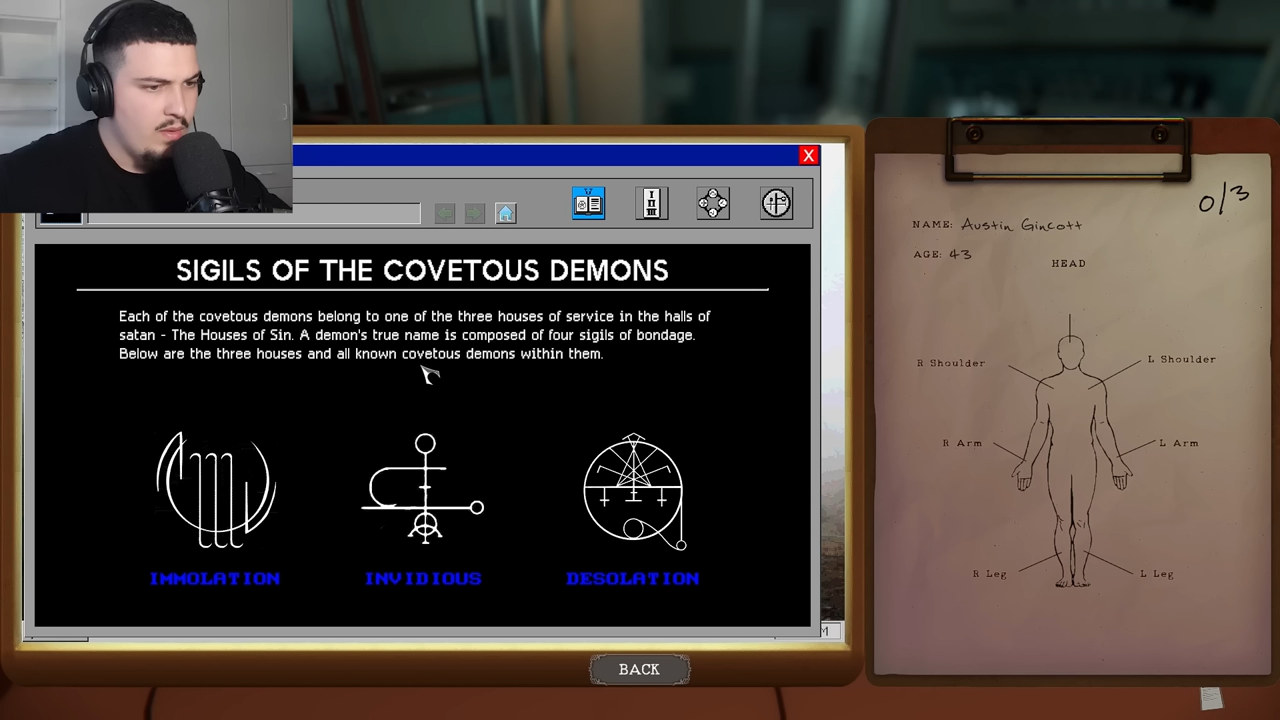 X
SIGILS OF THE COVETOUS DEMONS
Each of the covetous demons belong to one of the three houses of service in the halls of
satan - The Houses of Sin. A demon's true name is composed of four sigils of bondage.
Below are the three houses and all known covetous demons within them.
IMMOLATION
INVIDIOUS
DESOLATION
M
BACK
0/3
NAME: Austin Gincott
AGE: 43
HEAD
R Shoulder
L Shoulder
R Arm
L Arm
R Leg
L Leg